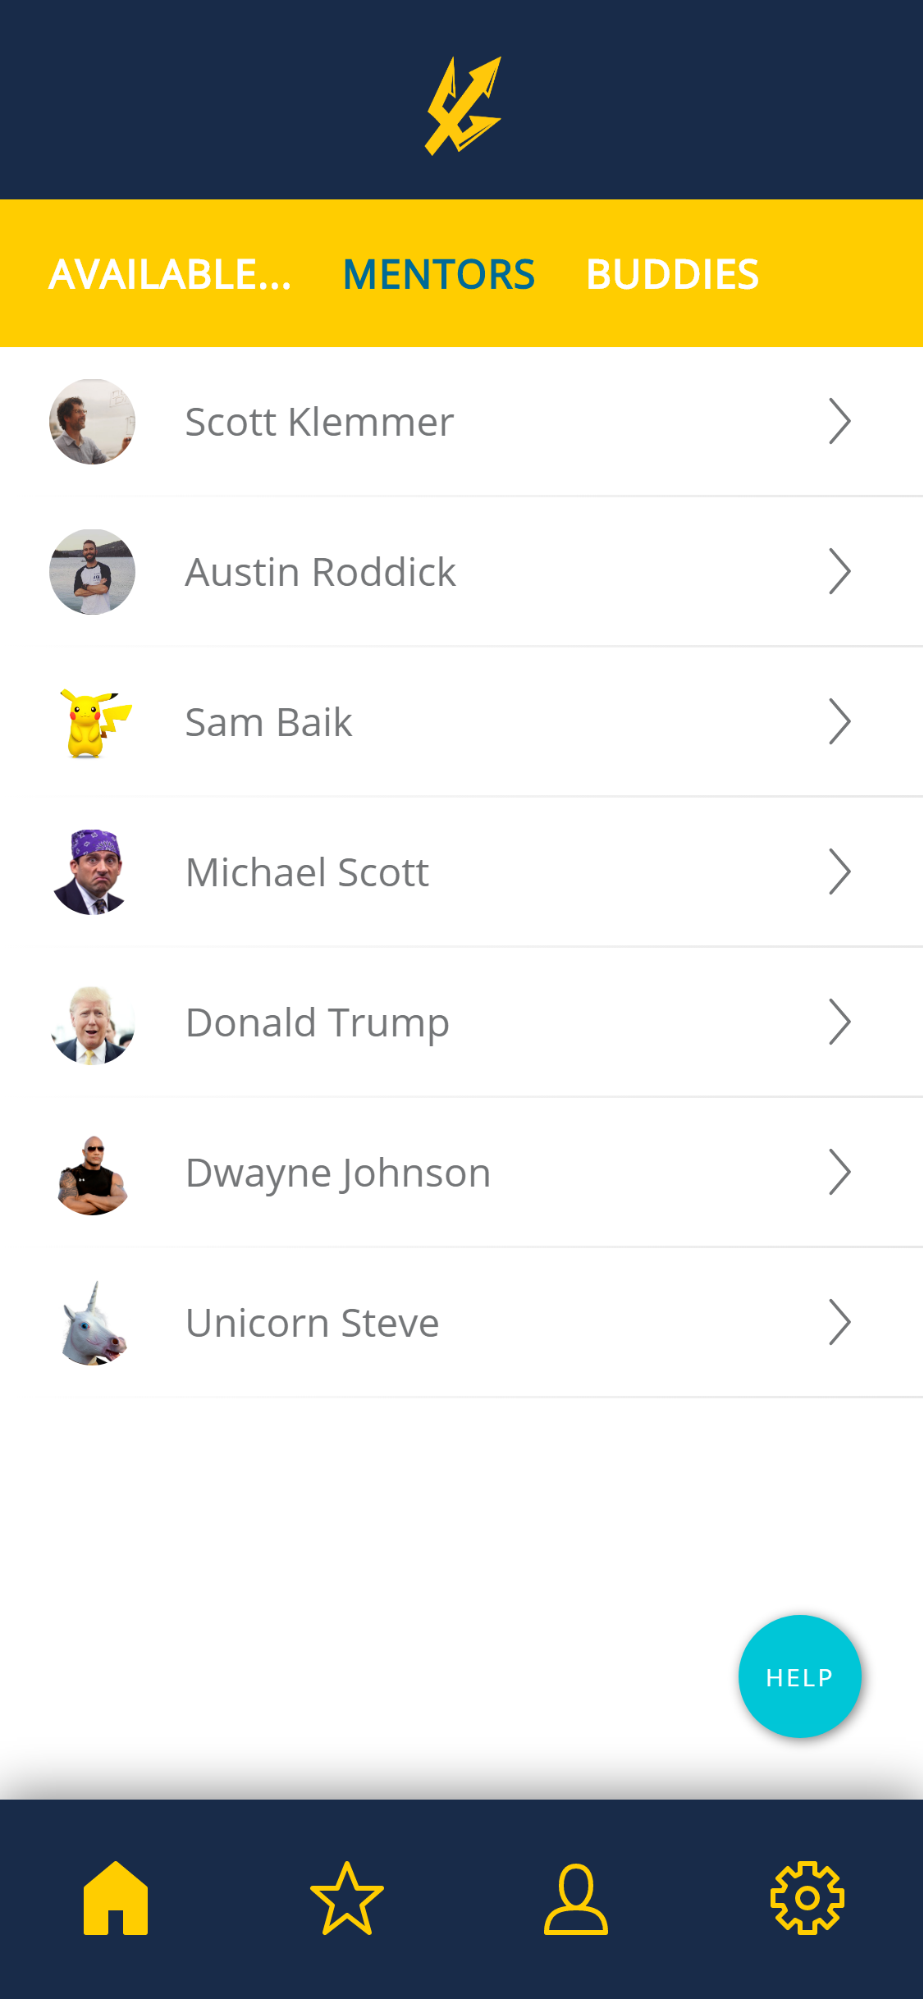 AVAILABLE... MENTORS BUDDIES
Scott Klemmer
Austin Roddick
Sam Baik
Michael Scott
Donald Trump
Dwayne Johnson
Unicorn Steve
HELP